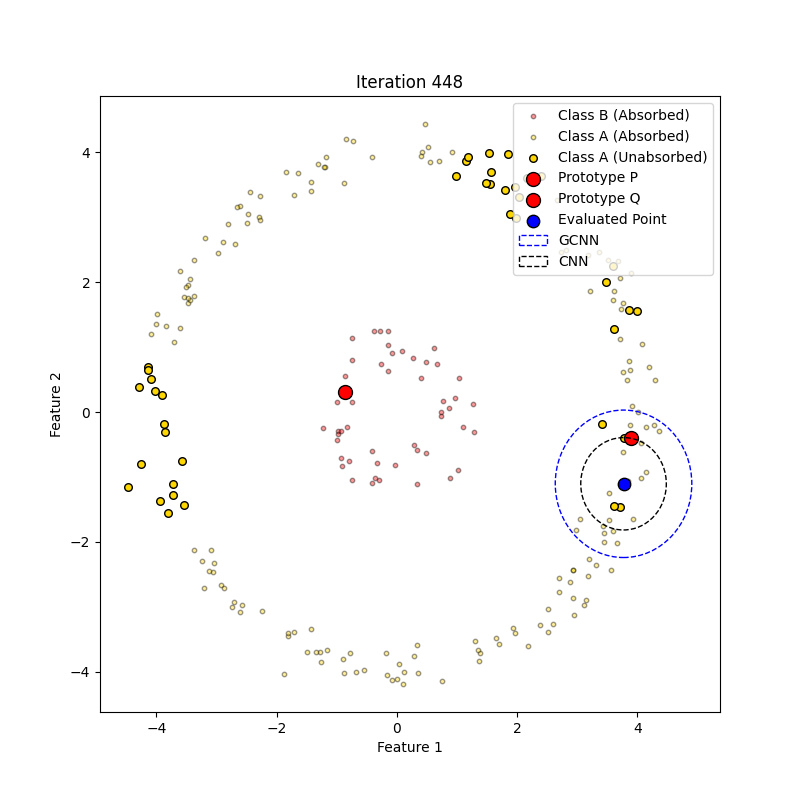 Iteration 448
Class B (Absorbed)
Class A (Absorbed)
Class A (Unabsorbed)
Prototype P
Prototype Q
Evaluated Point
GCNN
CNN
Feature 2
4
2
0
−2
−4
−4
−2
0
2
4
Feature 1